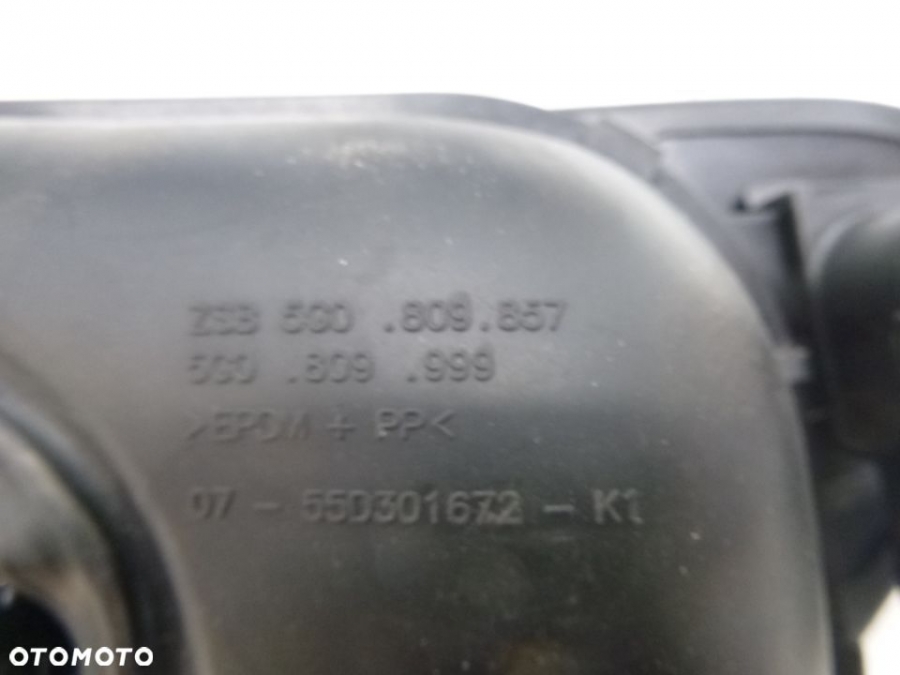 ZSB 5G0 .809.857
5G0 .809 .999
>EPDM + PP<
07 - 550301672 - K1
OTOMOTO